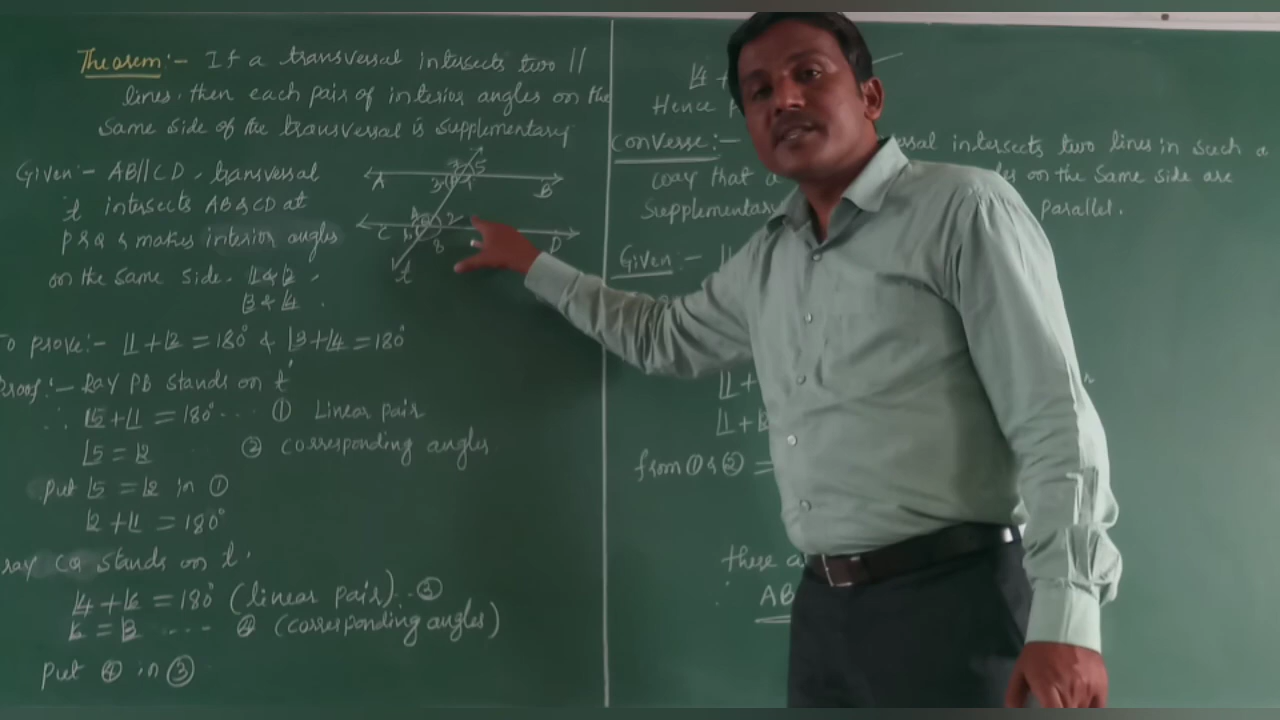 Theorem:- If a transversal intersects two //
lines, then each pair of interior angles on the
same side of the transversal is supplementary
Given:- AB//CD, transversal
't' intersects AB & CD at
P & Q & makes interior angles
on the same side. ∠1 & ∠2,
∠3 & ∠4.
A B
3 1
2
C D
8
t
To prove:- ∠1 + ∠2 = 180° & ∠3 + ∠4 = 180°
Proof:- Ray PB stands on t'
∴ ∠5 + ∠1 = 180° ... ① Linear pair
∠5 = ∠2 ② corresponding angles
put ∠5 = ∠2 in ①
∠2 + ∠1 = 180°
ray CQ stands on t.
∠4 + ∠6 = 180° (linear pair).. ③
∠6 = ∠3 .... ④ (corresponding angles)
put ④ in ③
∠4 +
Hence
Converse:- intersects two lines in such a
way that a on the same side are
supplementary parallel.
Given:-
∠1 +
∠1 +
from ① & ② =
these
∴ AB